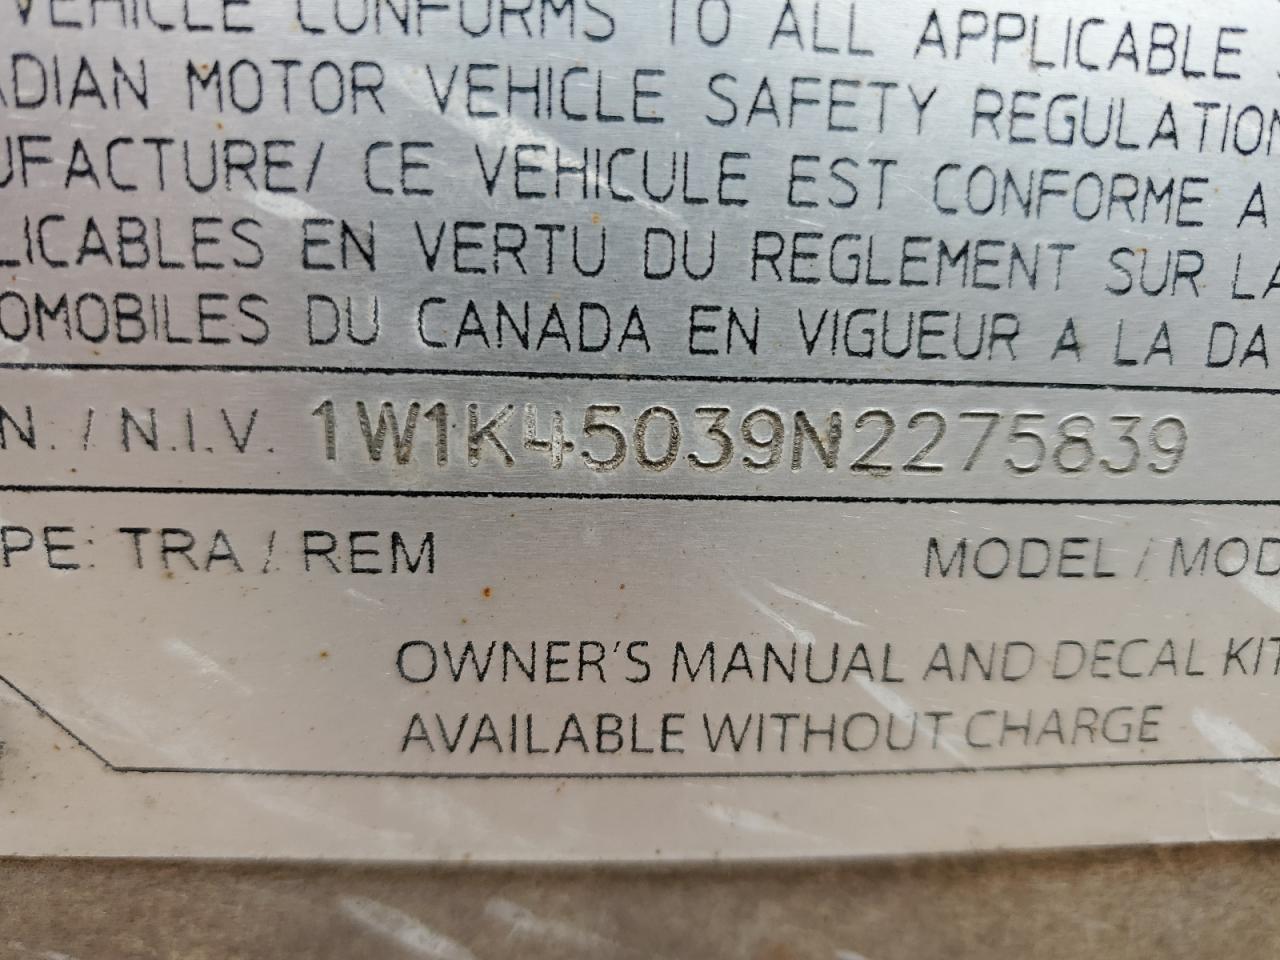 VEHICLE CONFORMS TO ALL APPLICABLE
ADIAN MOTOR VEHICLE SAFETY REGULATION
UFACTURE/ CE VEHICULE EST CONFORME A
LICABLES EN VERTU DU REGLEMENT SUR LA
OMOBILES DU CANADA EN VIGUEUR A LA DA
N. / N.I.V. 1W1K45039N2275839
PE: TRA / REM MODEL / MOD
OWNER'S MANUAL AND DECAL KIT
AVAILABLE WITHOUT CHARGE